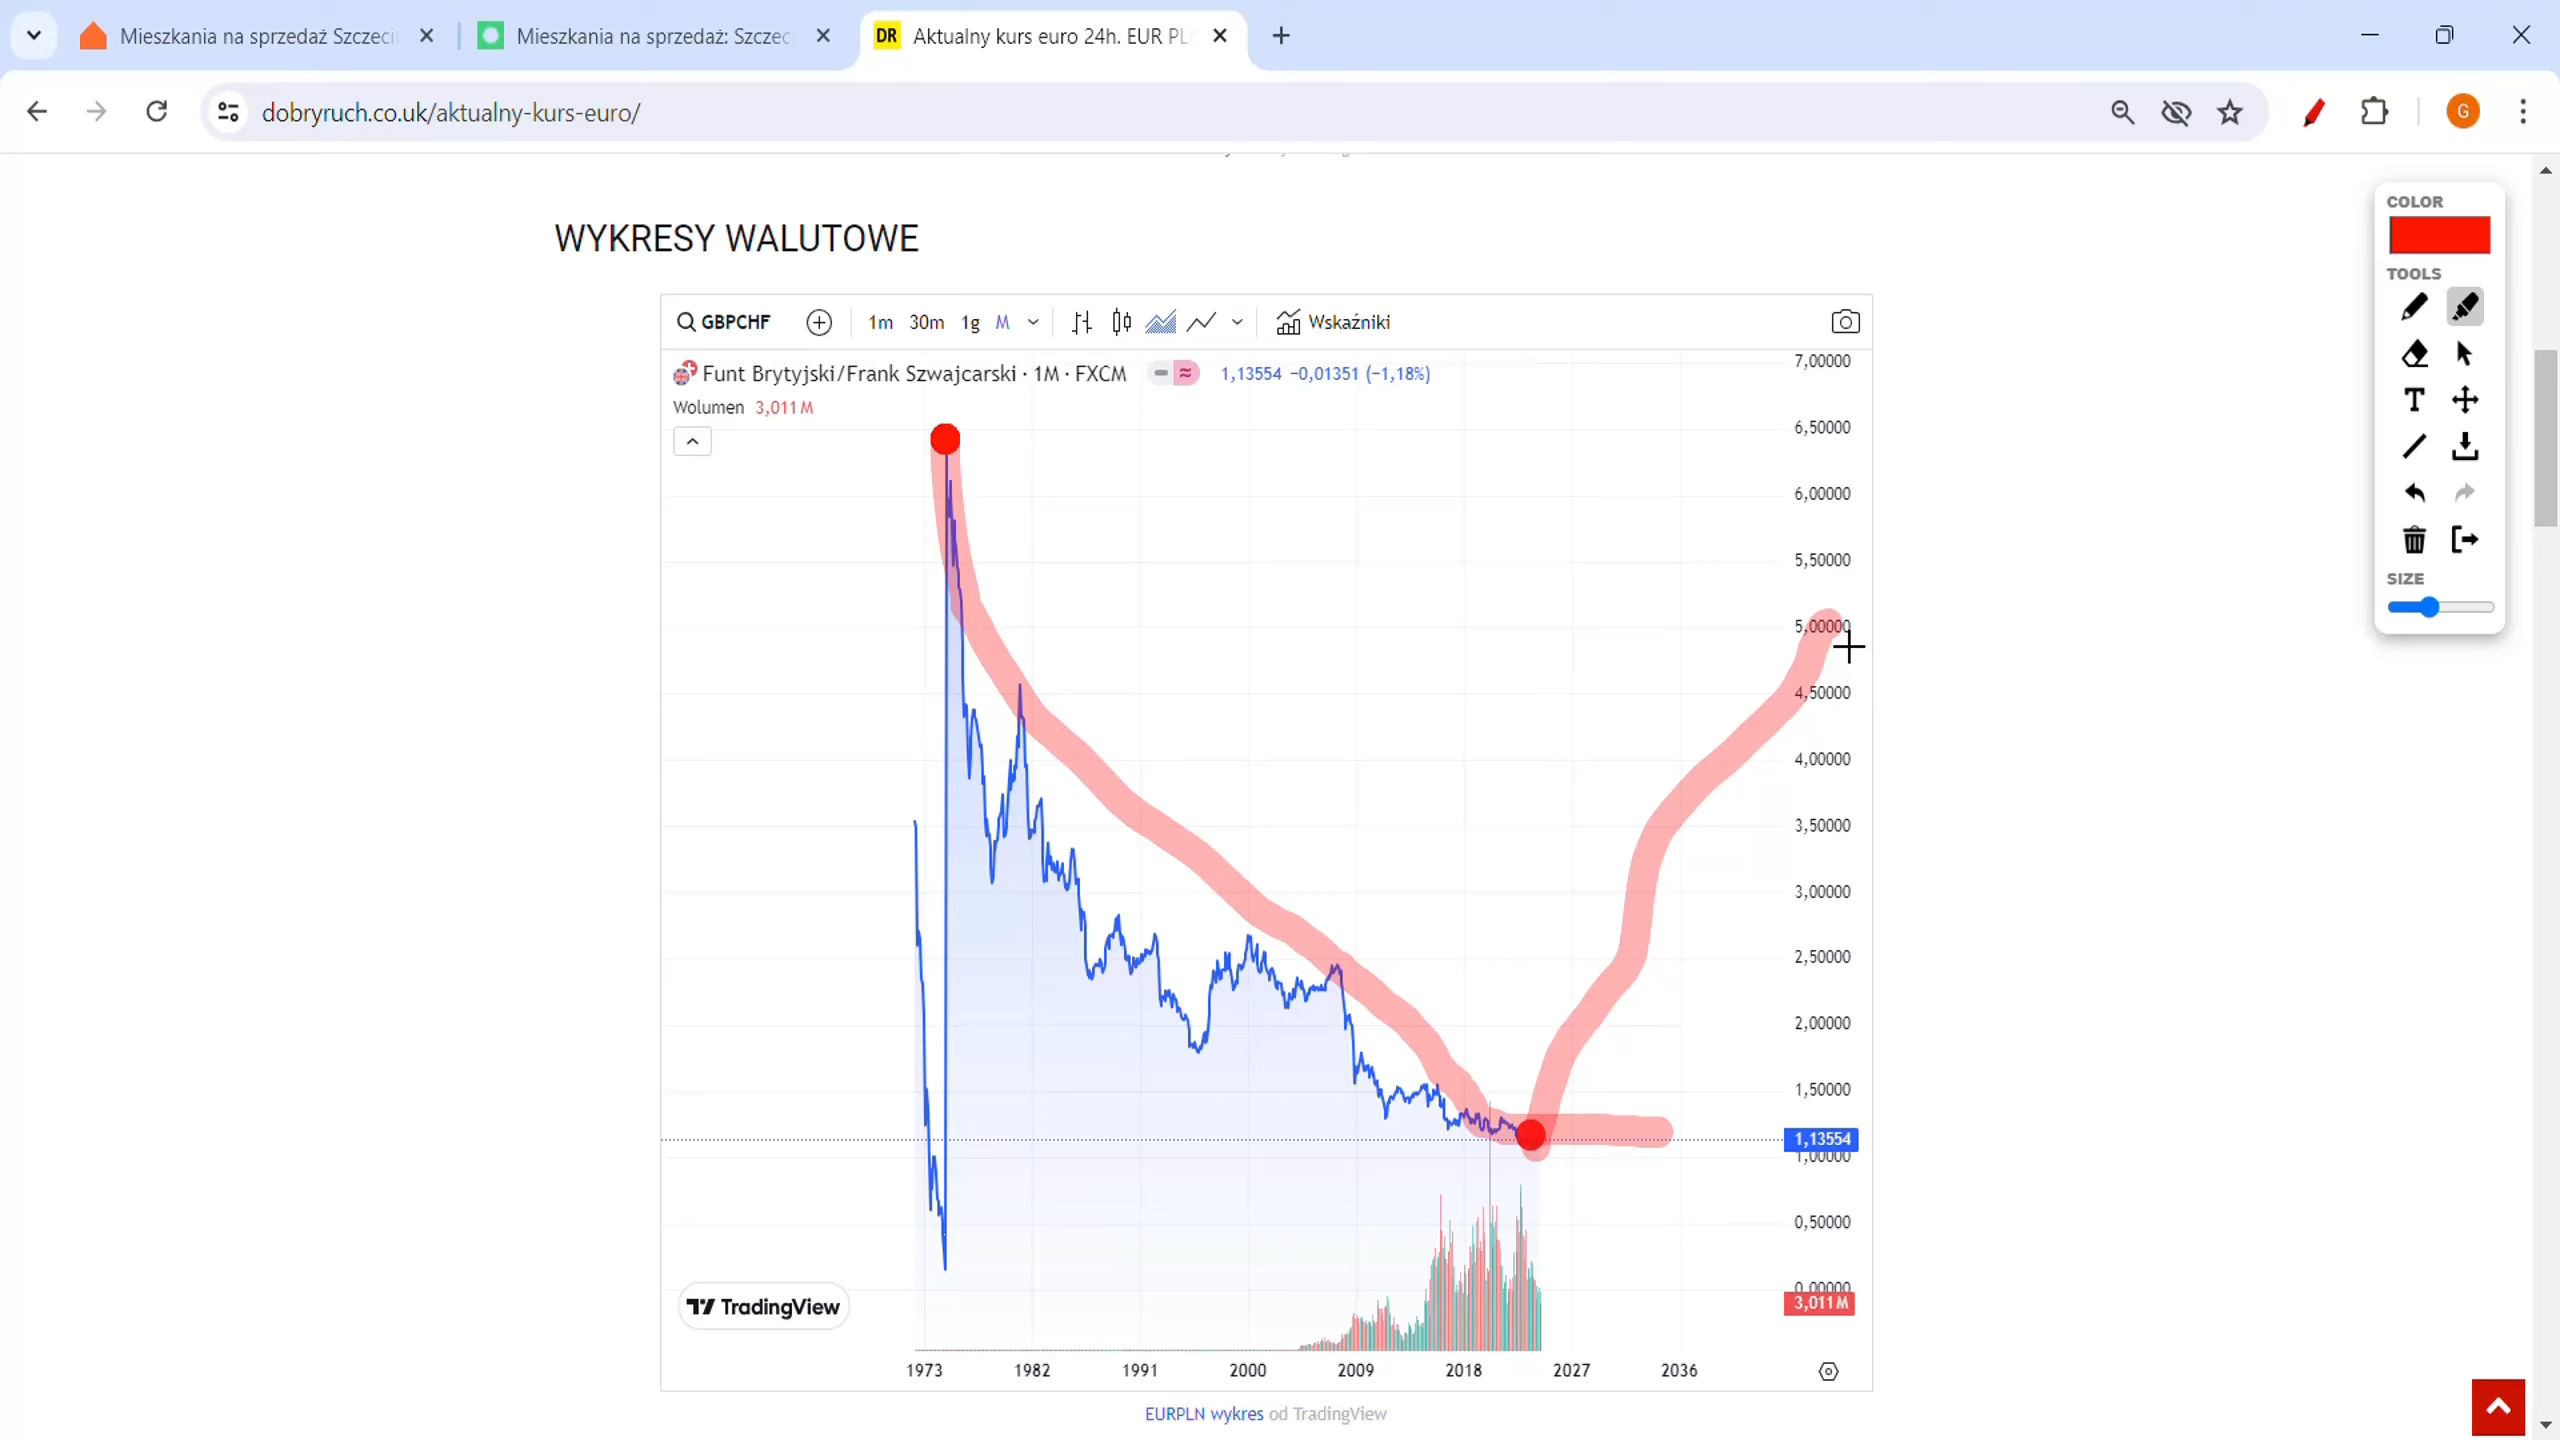 Mieszkania na sprzedaż Szczeci
Mieszkania na sprzedaż: Szczec
DR Aktualny kurs euro 24h. EUR PL
dobryruch.co.uk/aktualny-kurs-euro/
G
WYKRESY WALUTOWE
COLOR
TOOLS
T
SIZE
GBPCHF 1m 30m 1g M Wskaźniki
Funt Brytyjski/Frank Szwajcarski · 1M · FXCM 1,13554 −0,01351 (−1,18%)
Wolumen 3,011 M
7,00000
6,50000
6,00000
5,50000
5,00000
4,50000
4,00000
3,50000
3,00000
2,50000
2,00000
1,50000
1,13554
1,00000
0,50000
0,00000
3,011 M
TradingView
1973 1982 1991 2000 2009 2018 2027 2036
EURPLN wykres od TradingView